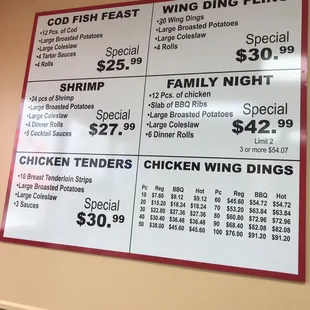 COD FISH FEAST
•12 Pcs. of Cod
•Large Broasted Potatoes
•Large Coleslaw
•4 Tartar Sauces
•4 Rolls
Special
$25.99
WING DING FLING
•20 Wing Dings
•Large Broasted Potatoes
•Large Coleslaw
•4 Rolls
Special
$30.99
SHRIMP
•24 pcs of Shrimp
•Large Broasted Potatoes
•Large Coleslaw
•4 Dinner Rolls
•5 Cocktail Sauces
Special
$27.99
FAMILY NIGHT
•12 Pcs. of chicken
•Slab of BBQ Ribs
•Large Broasted Potatoes
•Large Coleslaw
•6 Dinner Rolls
Special
$42.99
Limit 2
3 or more $54.07
CHICKEN TENDERS
•16 Breast Tenderloin Strips
•Large Broasted Potatoes
•Large Coleslaw
•3 Sauces
Special
$30.99
CHICKEN WING DINGS
Pc Reg BBQ Hot
10 $7.60 $9.12 $9.12
20 $15.20 $18.24 $18.24
30 $22.80 $27.36 $27.36
40 $30.40 $36.48 $36.48
50 $38.00 $45.60 $45.60
Pc Reg BBQ Hot
60 $45.60 $54.72 $54.72
70 $53.20 $63.84 $63.84
80 $60.80 $72.96 $72.96
90 $68.40 $82.08 $82.08
100 $76.00 $91.20 $91.20